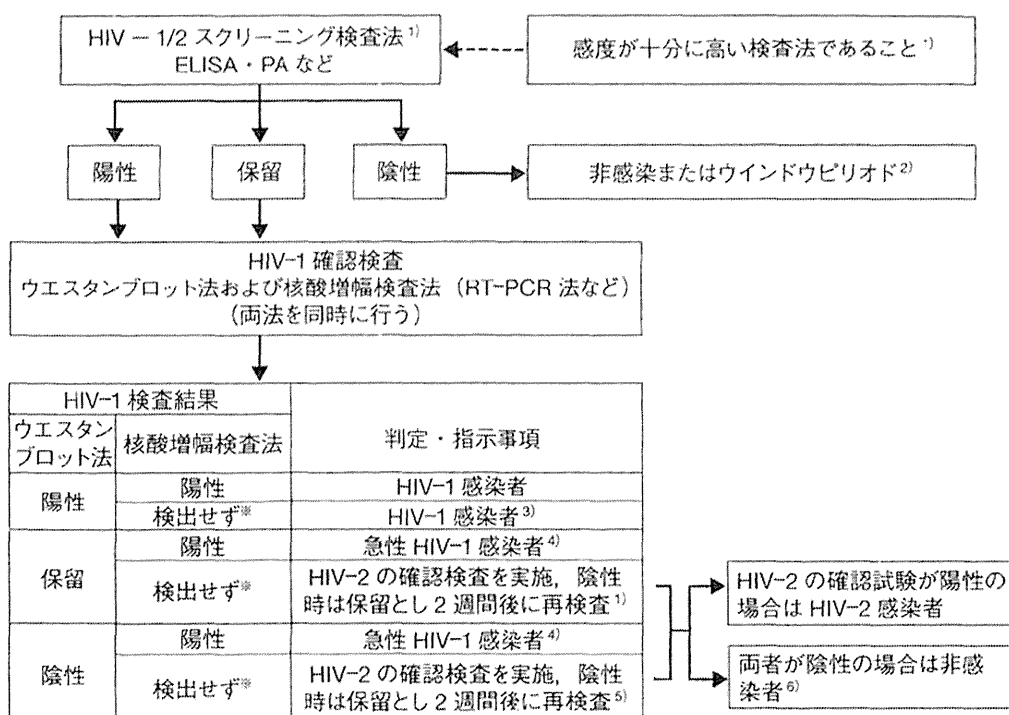 HIV－1/2 スクリーニング検査法1)
ELISA・PA など
感度が十分に高い検査法であること1)
陽性
保留
陰性
非感染またはウインドウピリオド2)
HIV-1 確認検査
ウエスタンブロット法および核酸増幅検査法（RT-PCR 法など）
（両法を同時に行う）
HIV-1 検査結果
判定・指示事項
ウエスタン
ブロット法
核酸増幅検査法
陽性
陽性
HIV-1 感染者
検出せず※
HIV-1 感染者3)
保留
陽性
急性 HIV-1 感染者4)
検出せず※
HIV-2 の確認検査を実施，陰性
時は保留とし 2 週間後に再検査1)
陰性
陽性
急性 HIV-1 感染者4)
検出せず※
HIV-2 の確認検査を実施，陰性
時は保留とし 2 週間後に再検査5)
HIV-2 の確認試験が陽性の
場合は HIV-2 感染者
両者が陰性の場合は非感
染者6)